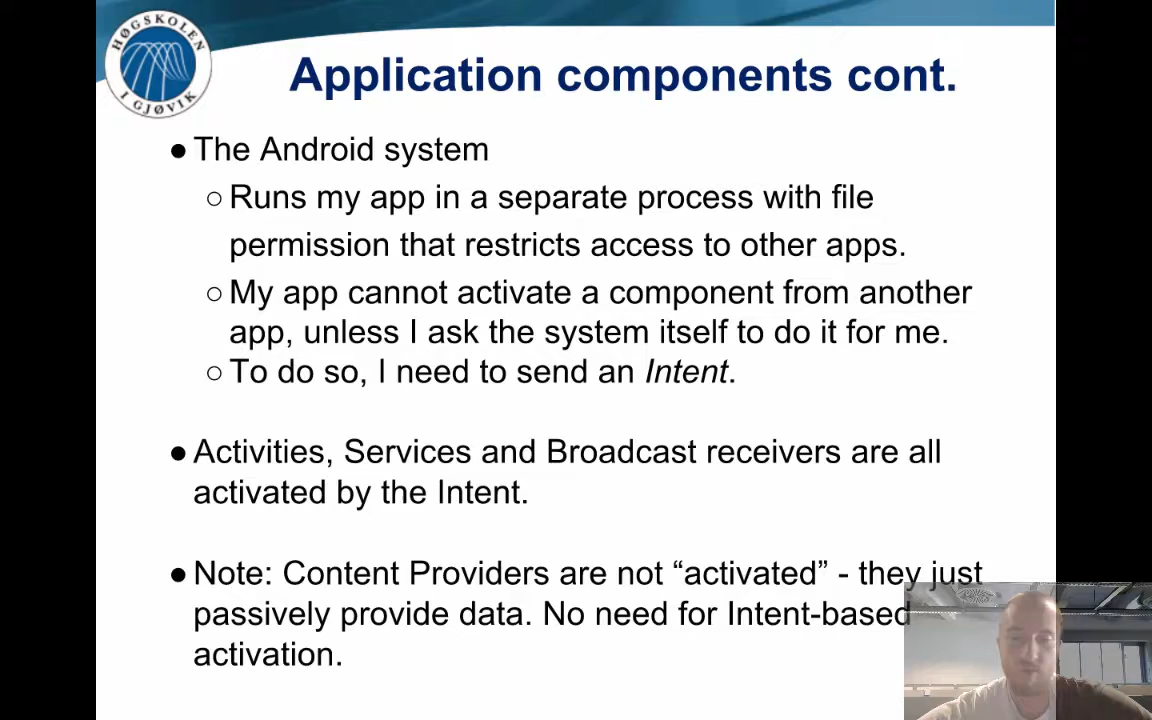 HØGSKOLEN
I GJØVIK
Application components cont.
● The Android system
○ Runs my app in a separate process with file
permission that restricts access to other apps.
○ My app cannot activate a component from another
app, unless I ask the system itself to do it for me.
○ To do so, I need to send an Intent.
● Activities, Services and Broadcast receivers are all
activated by the Intent.
● Note: Content Providers are not “activated” - they just
passively provide data. No need for Intent-based
activation.